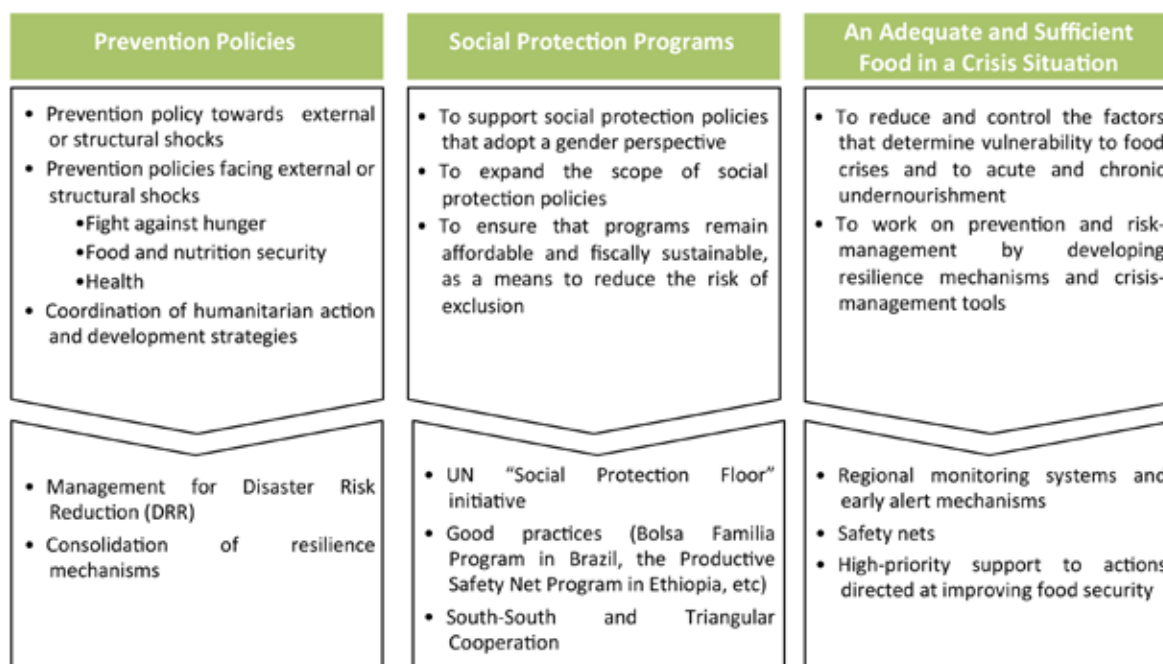 Prevention Policies
• Prevention policy towards external
or structural shocks
• Prevention policies facing external or
structural shocks
•Fight against hunger
•Food and nutrition security
•Health
• Coordination of humanitarian action
and development strategies
• Management for Disaster Risk
Reduction (DRR)
• Consolidation of resilience
mechanisms
Social Protection Programs
• To support social protection policies
that adopt a gender perspective
• To expand the scope of social
protection policies
• To ensure that programs remain
affordable and fiscally sustainable,
as a means to reduce the risk of
exclusion
• UN “Social Protection Floor”
initiative
• Good practices (Bolsa Familia
Program in Brazil, the Productive
Safety Net Program in Ethiopia, etc)
• South-South and Triangular
Cooperation
An Adequate and Sufficient
Food in a Crisis Situation
• To reduce and control the factors
that determine vulnerability to food
crises and to acute and chronic
undernourishment
• To work on prevention and risk-
management by developing
resilience mechanisms and crisis-
management tools
• Regional monitoring systems and
early alert mechanisms
• Safety nets
• High-priority support to actions
directed at improving food security